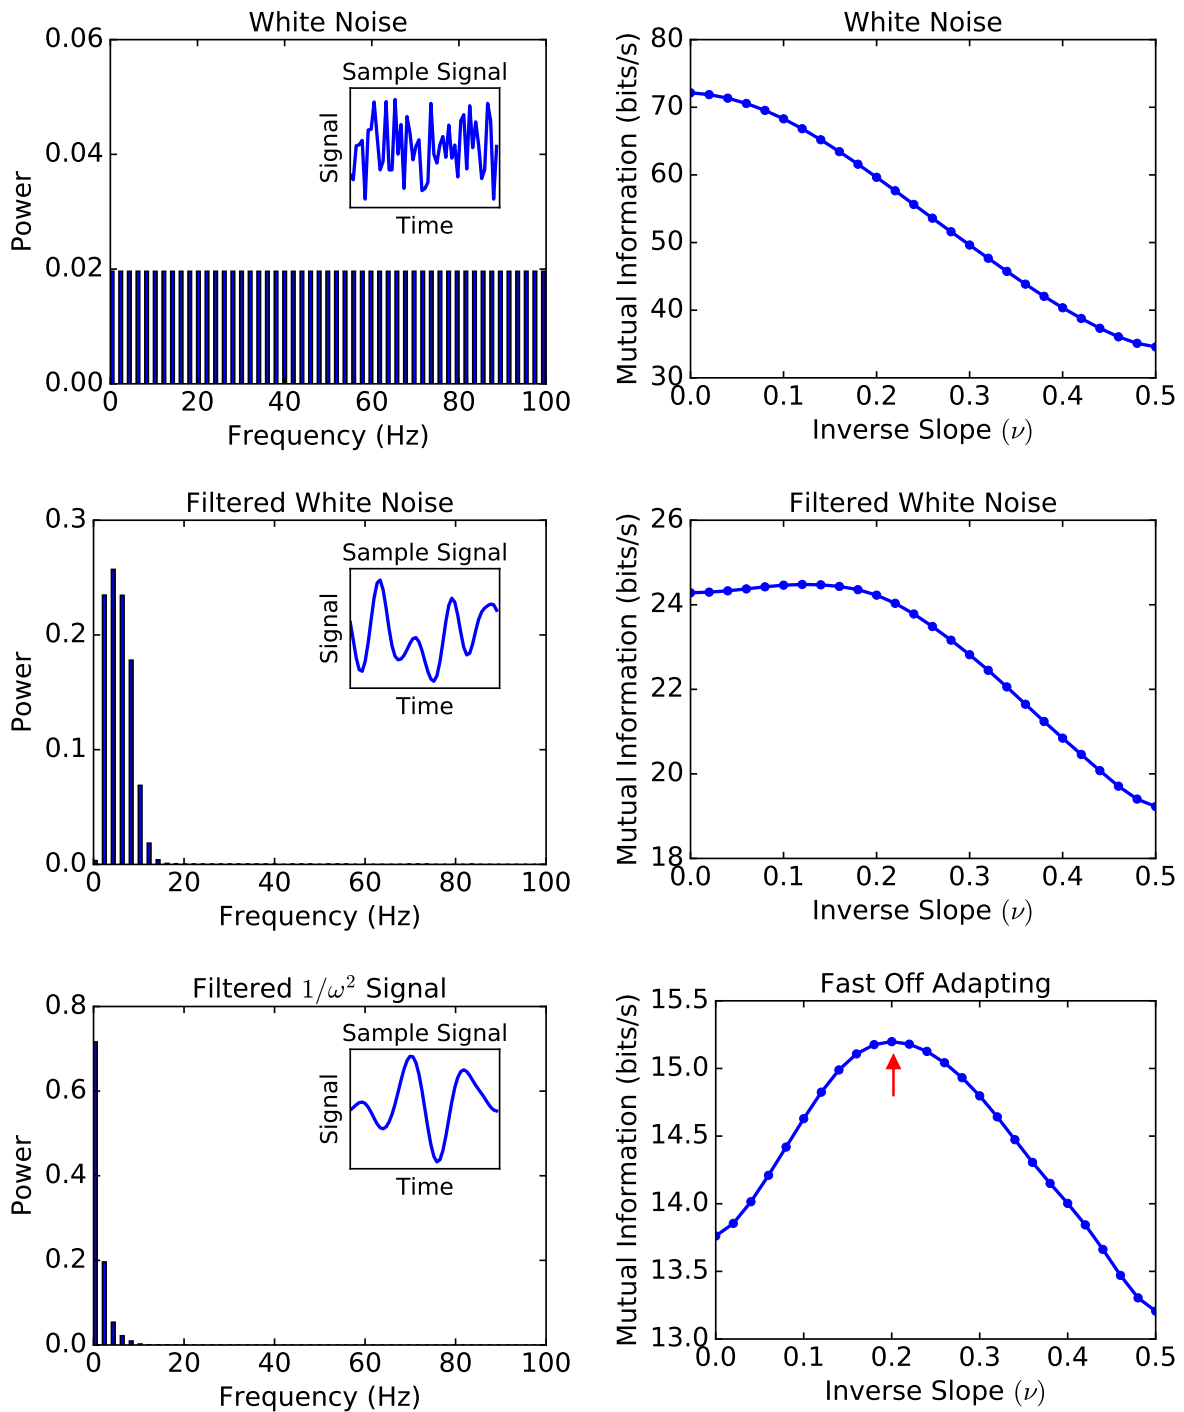 White Noise
0.06
0.04
0.02
0.00
Power
Sample Signal
Signal
Time
0 20 40 60 80 100
Frequency (Hz)
White Noise
80
70
60
50
40
30
Mutual Information (bits/s)
0.0 0.1 0.2 0.3 0.4 0.5
Inverse Slope (ν)
Filtered White Noise
0.3
0.2
0.1
0.0
Power
Sample Signal
Signal
Time
0 20 40 60 80 100
Frequency (Hz)
Filtered White Noise
26
24
22
20
18
Mutual Information (bits/s)
0.0 0.1 0.2 0.3 0.4 0.5
Inverse Slope (ν)
Filtered 1/ω² Signal
0.8
0.6
0.4
0.2
0.0
Power
Sample Signal
Signal
Time
0 20 40 60 80 100
Frequency (Hz)
Fast Off Adapting
15.5
15.0
14.5
14.0
13.5
13.0
Mutual Information (bits/s)
0.0 0.1 0.2 0.3 0.4 0.5
Inverse Slope (ν)